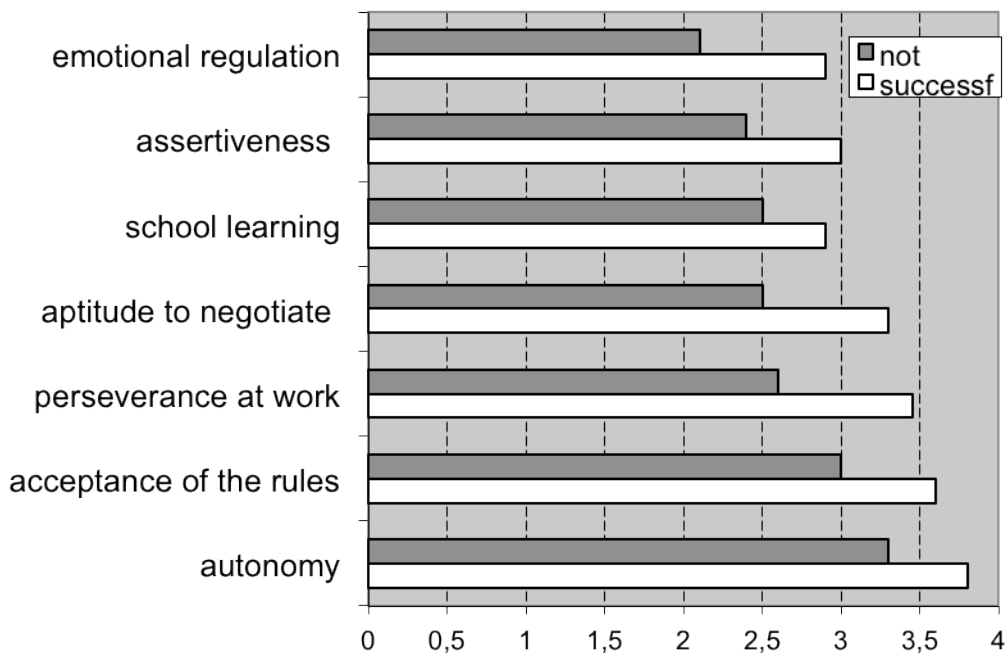 emotional regulation
assertiveness
school learning
aptitude to negotiate
perseverance at work
acceptance of the rules
autonomy
not
successf
0 0,5 1 1,5 2 2,5 3 3,5 4